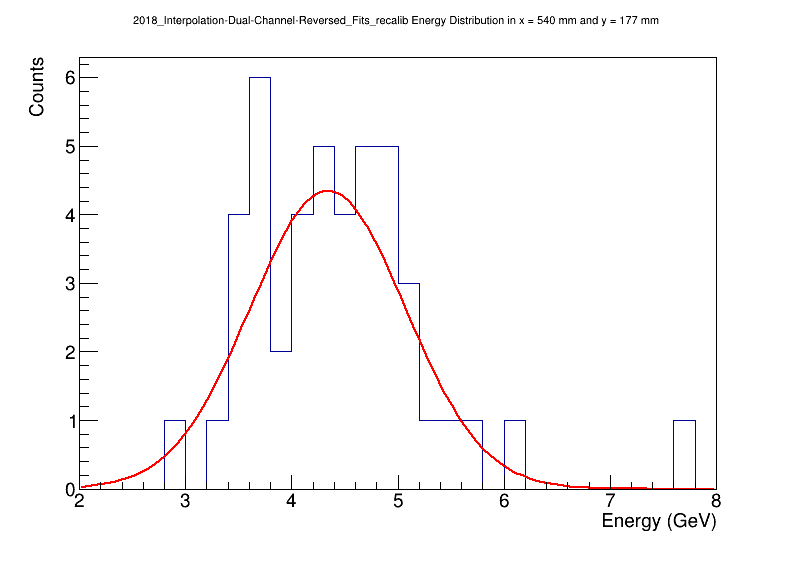 2018_Interpolation-Dual-Channel-Reversed_Fits_recalib Energy Distribution in x = 540 mm and y = 177 mm
Counts
6
5
4
3
2
1
0
2 3 4 5 6 7 8
Energy (GeV)